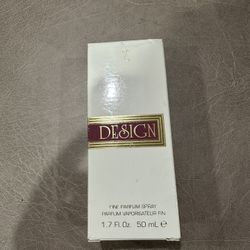 DESIGN
FINE PARFUM SPRAY
PARFUM VAPORISATEUR FIN
1.7 Fl.Oz. 50 mL e